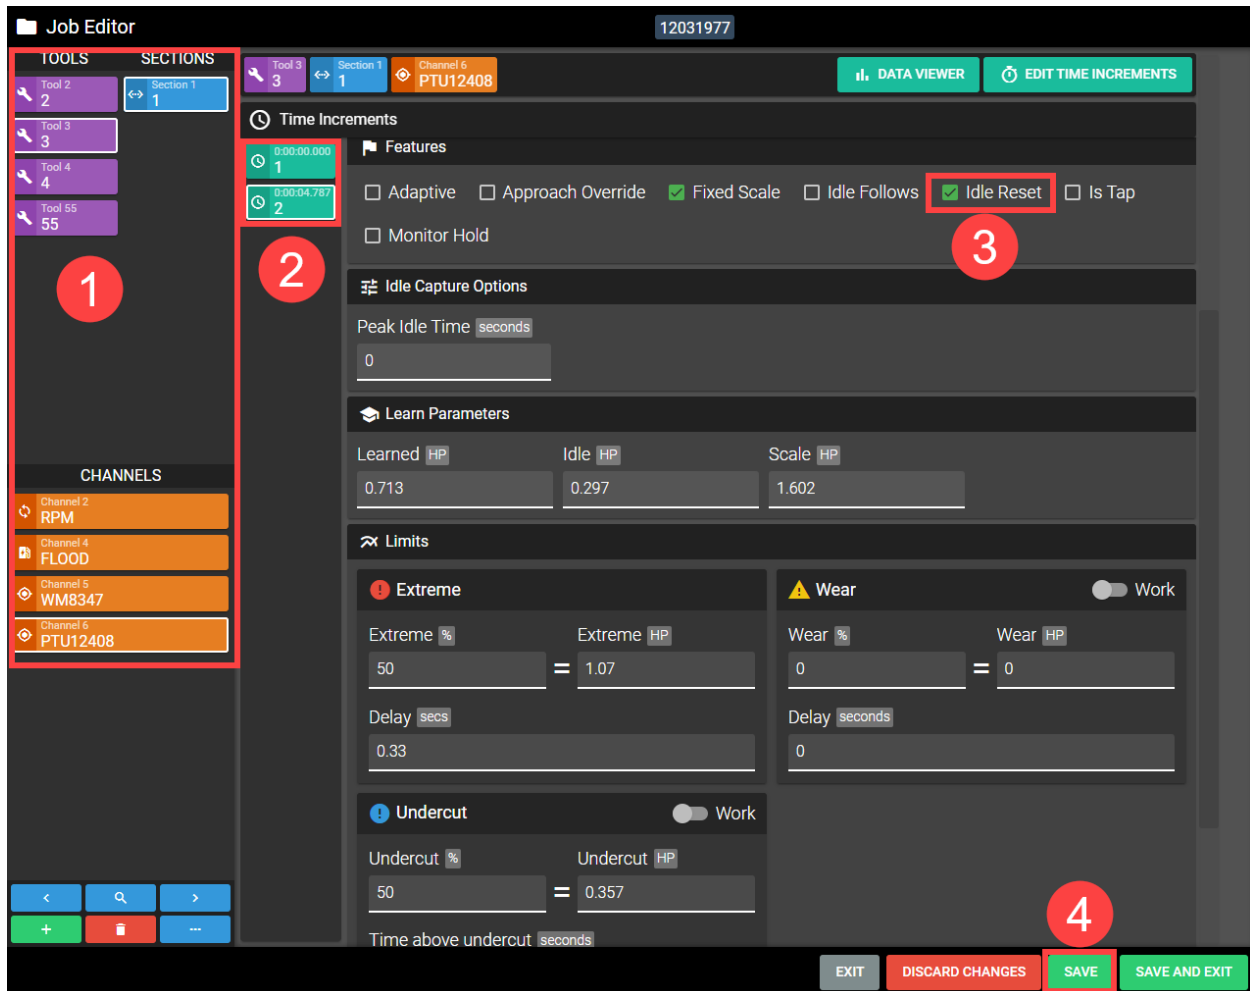 Job Editor
12031977
TOOLS
SECTIONS
Tool 2
2
Section 1
1
Tool 3
3
Tool 4
4
Tool 55
55
1
CHANNELS
Channel 2
RPM
Channel 4
FLOOD
Channel 5
WM8347
Channel 6
PTU12408
Tool 3
3
Section 1
1
Channel 6
PTU12408
DATA VIEWER
EDIT TIME INCREMENTS
Time Increments
0:00:00.000
1
0:00:04.787
2
2
Features
Adaptive
Approach Override
Fixed Scale
Idle Follows
Idle Reset
Is Tap
Monitor Hold
3
Idle Capture Options
Peak Idle Time seconds
0
Learn Parameters
Learned HP
Idle HP
Scale HP
0.713
0.297
1.602
Limits
Extreme
Extreme %
Extreme HP
50
=
1.07
Delay secs
0.33
Wear
Work
Wear %
Wear HP
0
=
0
Delay seconds
0
Undercut
Work
Undercut %
Undercut HP
50
=
0.357
Time above undercut seconds
4
EXIT
DISCARD CHANGES
SAVE
SAVE AND EXIT